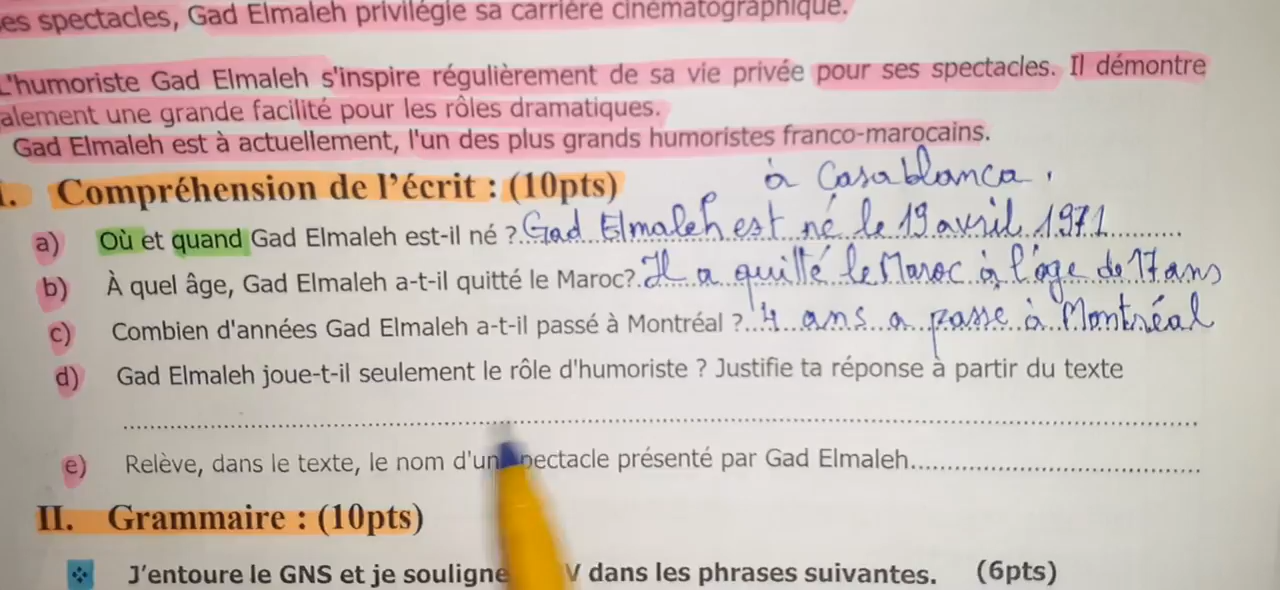 es spectacles, Gad Elmaleh privilégie sa carrière cinématographique.
L'humoriste Gad Elmaleh s'inspire régulièrement de sa vie privée pour ses spectacles. Il démontre
alement une grande facilité pour les rôles dramatiques.
Gad Elmaleh est à actuellement, l'un des plus grands humoristes franco-marocains.
I. Compréhension de l'écrit : (10pts)
à Casablanca.
a) Où et quand Gad Elmaleh est-il né ? Gad Elmaleh est né le 19 avril 1971
b) À quel âge, Gad Elmaleh a-t-il quitté le Maroc? Il a quitté le Maroc à l'âge de 17 ans
c) Combien d'années Gad Elmaleh a-t-il passé à Montréal ? 4 ans a passé à Montréal
d) Gad Elmaleh joue-t-il seulement le rôle d'humoriste ? Justifie ta réponse à partir du texte
e) Relève, dans le texte, le nom d'un pectacle présenté par Gad Elmaleh
II. Grammaire : (10pts)
J'entoure le GNS et je souligne V dans les phrases suivantes. (6pts)